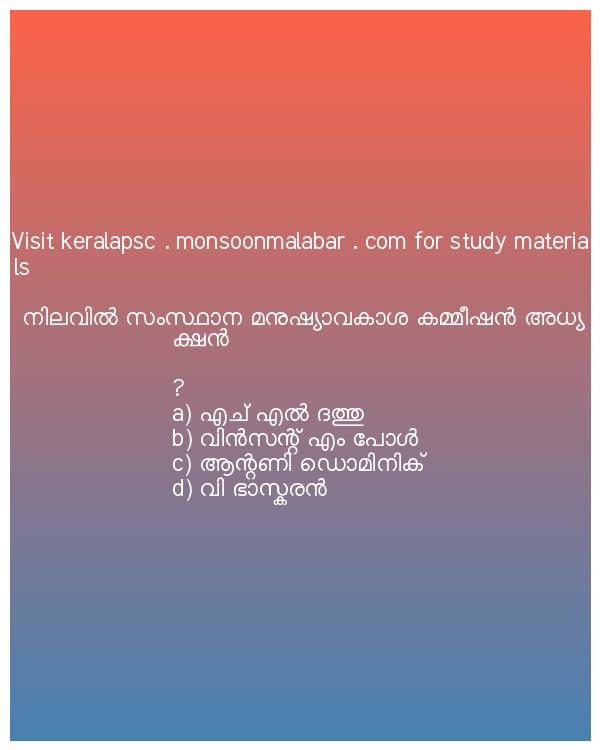 Visit keralapsc . monsoonmalabar . com for study materia
ls
നിലവിൽ സംസ്ഥാന മനുഷ്യാവകാശ കമ്മീഷൻ അധ്യ
ക്ഷൻ
?
a) എച് എൽ ദത്തു
b) വിൻസന്റ് എം പോൾ
c) ആന്റണി ഡൊമിനിക്
d) വി ഭാസ്കരൻ